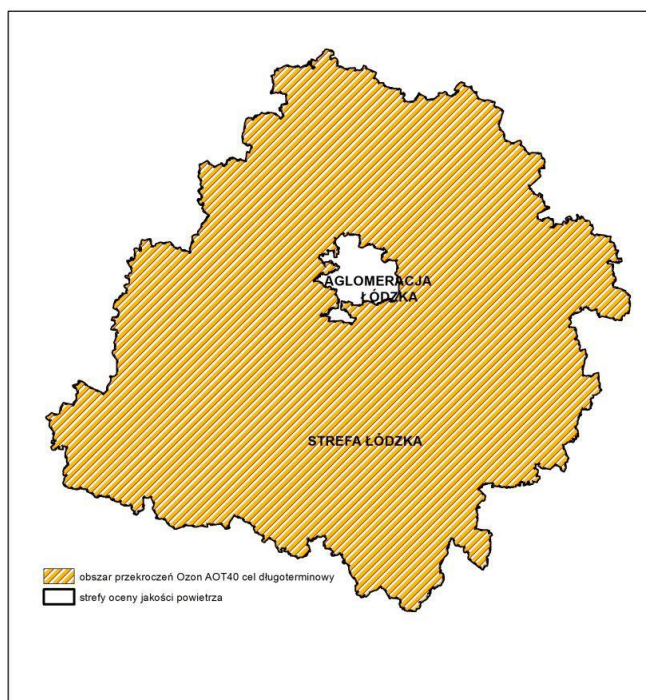 AGLOMERACJA
ŁÓDZKA
STREFA ŁÓDZKA
obszar przekroczeń Ozon AOT40 cel długoterminowy
strefy oceny jakości powietrza